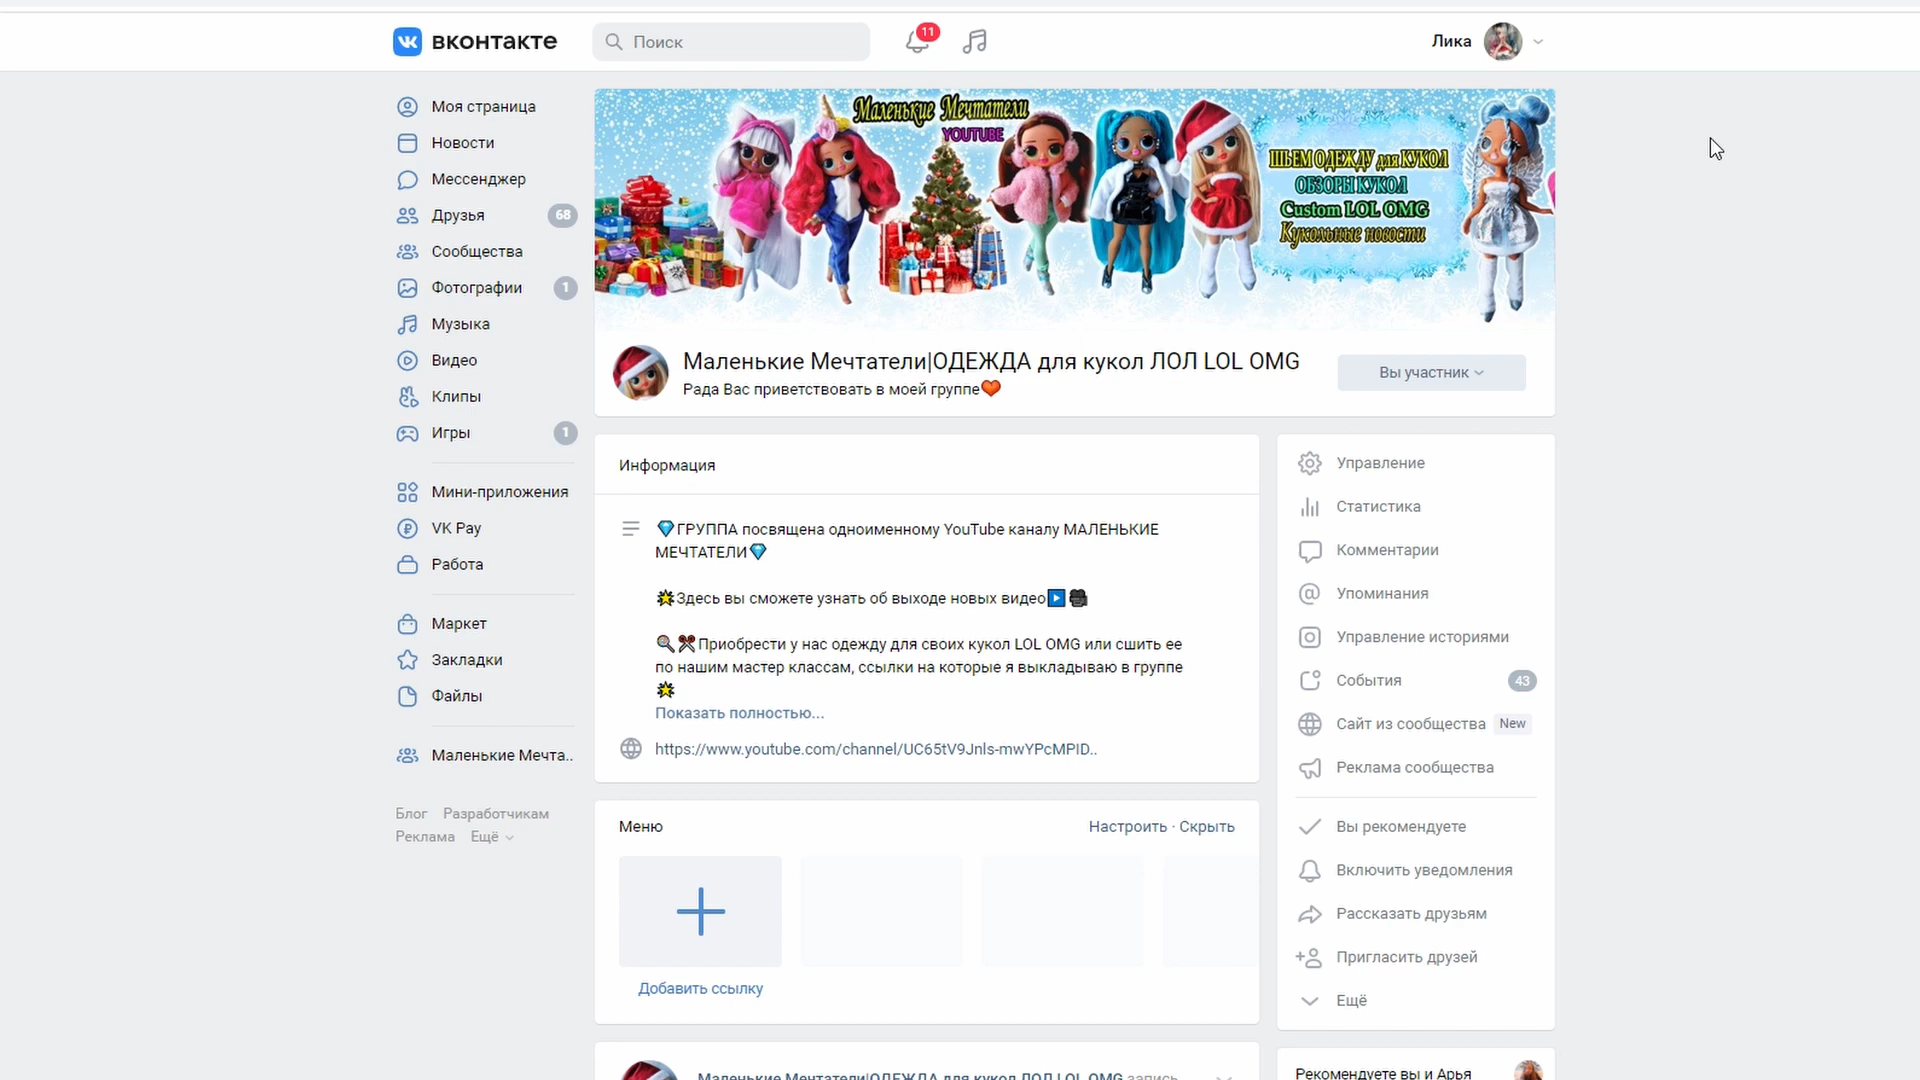 вконтакте
Поиск
11
Лика
Моя страница
Новости
Мессенджер
Друзья 68
Сообщества
Фотографии 1
Музыка
Видео
Клипы
Игры 1
Мини-приложения
VK Pay
Работа
Маркет
Закладки
Файлы
Маленькие Мечта..
Блог Разработчикам
Реклама Ещё
Маленькие Мечтатели
YOUTUBE
ШЬЕМ ОДЕЖДУ для КУКОЛ
ОБЗОРЫ КУКОЛ
Custom LOL OMG
Кукольные новости
Маленькие Мечтатели|ОДЕЖДА для кукол ЛОЛ LOL OMG
Рада Вас приветствовать в моей группе
Вы участник
Информация
ГРУППА посвящена одноименному YouTube каналу МАЛЕНЬКИЕ
МЕЧТАТЕЛИ
Здесь вы сможете узнать об выходе новых видео
Приобрести у нас одежду для своих кукол LOL OMG или сшить ее
по нашим мастер классам, ссылки на которые я выкладываю в группе
Показать полностью...
https://www.youtube.com/channel/UC65tV9Jnls-mwYPcMPID..
Меню
Настроить · Скрыть
Добавить ссылку
Маленькие Мечтатели|ОДЕЖДА для кукол ЛОЛ LOL OMG запись
Управление
Статистика
Комментарии
Упоминания
Управление историями
События 43
Сайт из сообщества New
Реклама сообщества
Вы рекомендуете
Включить уведомления
Рассказать друзьям
Пригласить друзей
Ещё
Рекомендуете вы и Арья